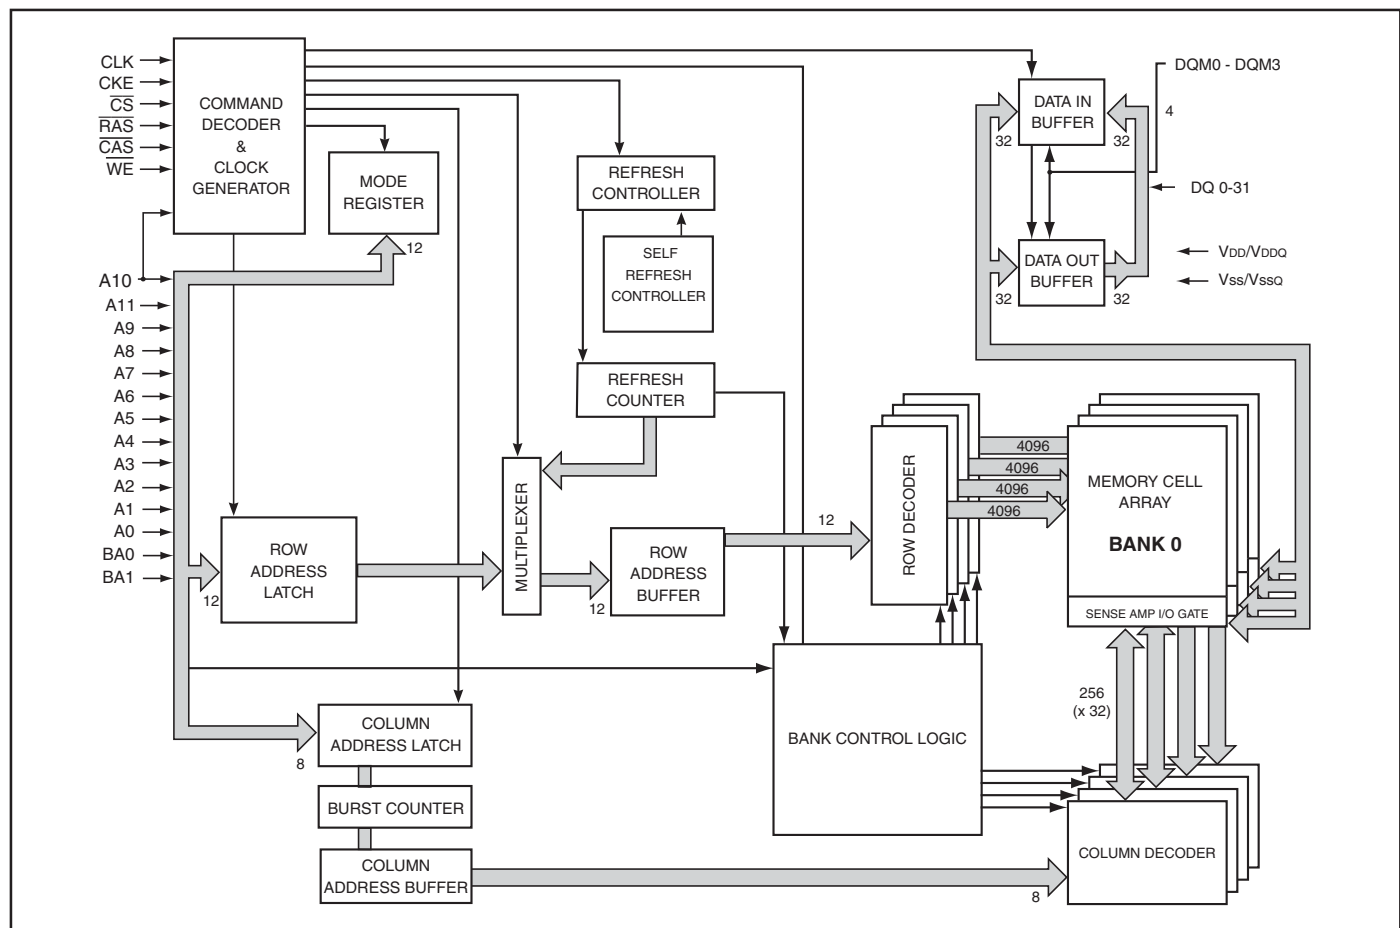 CLK
CKE
CS
RAS
CAS
WE
COMMAND
DECODER
&
CLOCK
GENERATOR
MODE
REGISTER
12
REFRESH
CONTROLLER
SELF
REFRESH
CONTROLLER
REFRESH
COUNTER
DATA IN
BUFFER
32
32
DQM0 - DQM3
4
DQ 0-31
DATA OUT
BUFFER
32
32
VDD/VDDQ
VSS/VSSQ
A10
A11
A9
A8
A7
A6
A5
A4
A3
A2
A1
A0
BA0
BA1
12
ROW
ADDRESS
LATCH
MULTIPLEXER
12
ROW
ADDRESS
BUFFER
12
ROW DECODER
4096
4096
4096
4096
MEMORY CELL
ARRAY
BANK 0
SENSE AMP I/O GATE
256
(x 32)
BANK CONTROL LOGIC
8
COLUMN
ADDRESS LATCH
BURST COUNTER
COLUMN
ADDRESS BUFFER
8
COLUMN DECODER